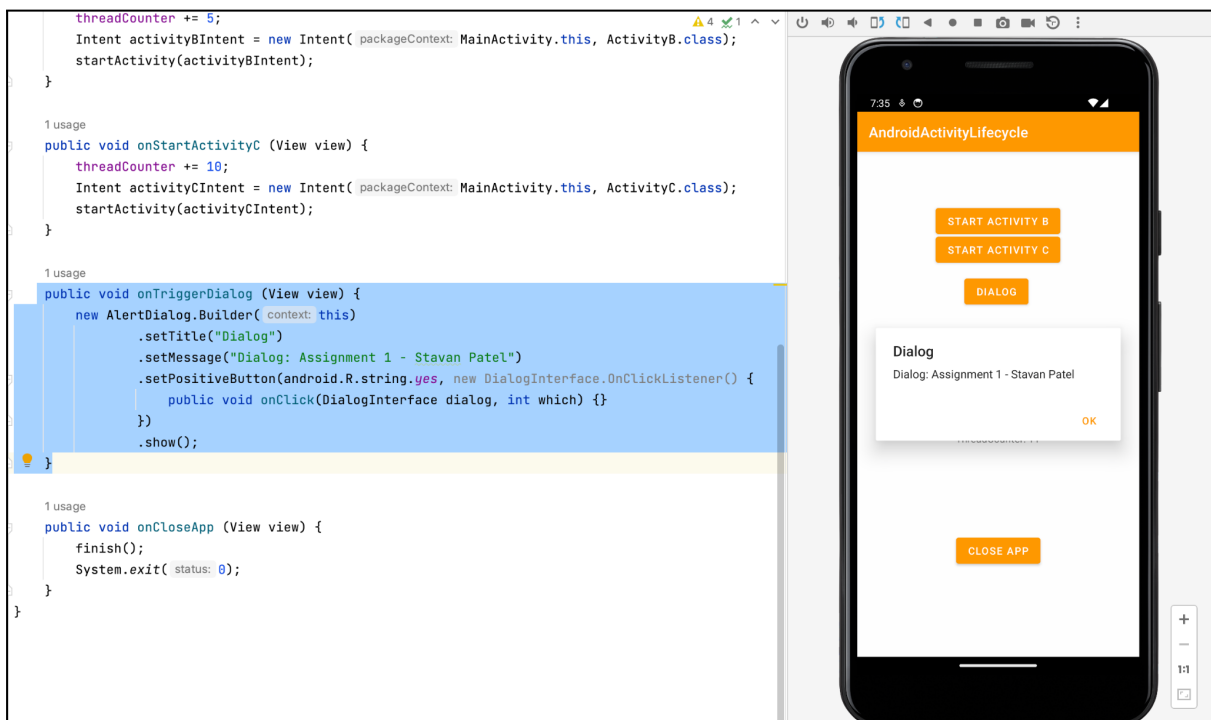 threadCounter += 5;
Intent activityBIntent = new Intent( packageContext: MainActivity.this, ActivityB.class);
startActivity(activityBIntent);
}
1 usage
public void onStartActivityC (View view) {
threadCounter += 10;
Intent activityCIntent = new Intent( packageContext: MainActivity.this, ActivityC.class);
startActivity(activityCIntent);
}
1 usage
public void onTriggerDialog (View view) {
new AlertDialog.Builder( context: this)
.setTitle("Dialog")
.setMessage("Dialog: Assignment 1 - Stavan Patel")
.setPositiveButton(android.R.string.yes, new DialogInterface.OnClickListener() {
public void onClick(DialogInterface dialog, int which) {}
})
.show();
}
1 usage
public void onCloseApp (View view) {
finish();
System.exit( status: 0);
}
}
4 1
7:35
AndroidActivityLifecycle
START ACTIVITY B
START ACTIVITY C
DIALOG
Dialog
Dialog: Assignment 1 - Stavan Patel
OK
CLOSE APP
1:1